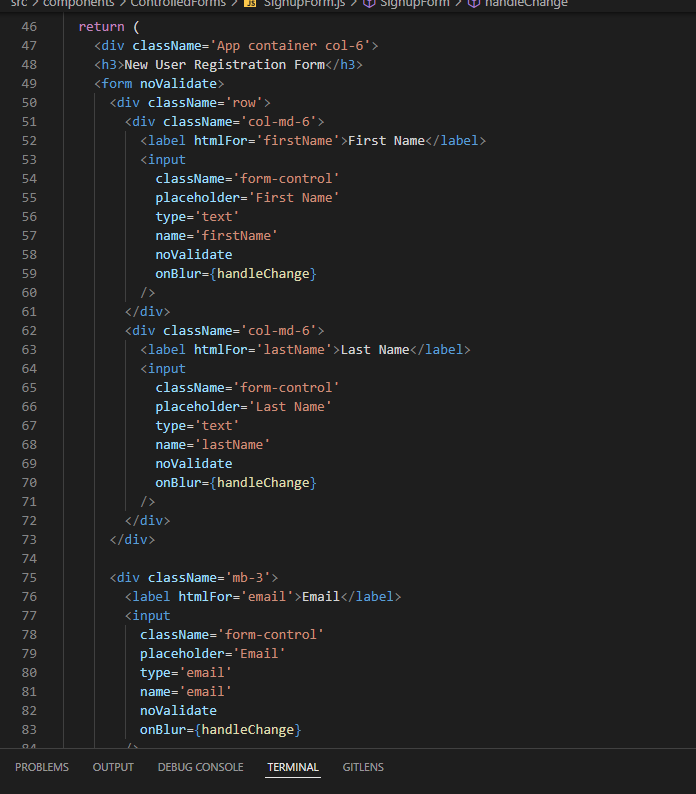 src > components > ControlledForms > JS SignupForm.js > SignupForm > handleChange
46 return (
47 <div className='App container col-6'>
48 <h3>New User Registration Form</h3>
49 <form noValidate>
50 <div className='row'>
51 <div className='col-md-6'>
52 <label htmlFor='firstName'>First Name</label>
53 <input
54 className='form-control'
55 placeholder='First Name'
56 type='text'
57 name='firstName'
58 noValidate
59 onBlur={handleChange}
60 />
61 </div>
62 <div className='col-md-6'>
63 <label htmlFor='lastName'>Last Name</label>
64 <input
65 className='form-control'
66 placeholder='Last Name'
67 type='text'
68 name='lastName'
69 noValidate
70 onBlur={handleChange}
71 />
72 </div>
73 </div>
74
75 <div className='mb-3'>
76 <label htmlFor='email'>Email</label>
77 <input
78 className='form-control'
79 placeholder='Email'
80 type='email'
81 name='email'
82 noValidate
83 onBlur={handleChange}
84 />
PROBLEMS OUTPUT DEBUG CONSOLE TERMINAL GITLENS